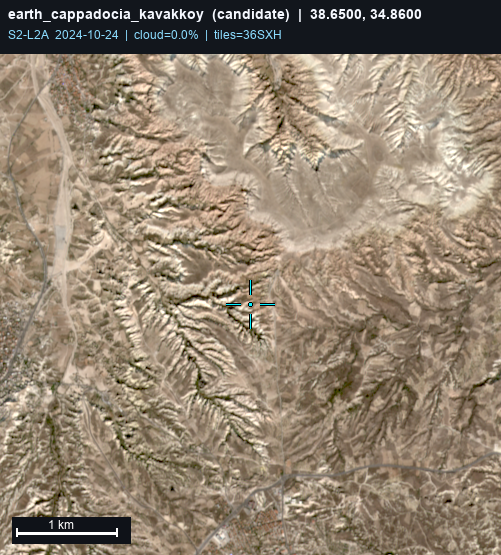 earth_cappadocia_kavakkoy (candidate) | 38.6500, 34.8600
S2-L2A 2024-10-24 | cloud=0.0% | tiles=36SXH
1 km